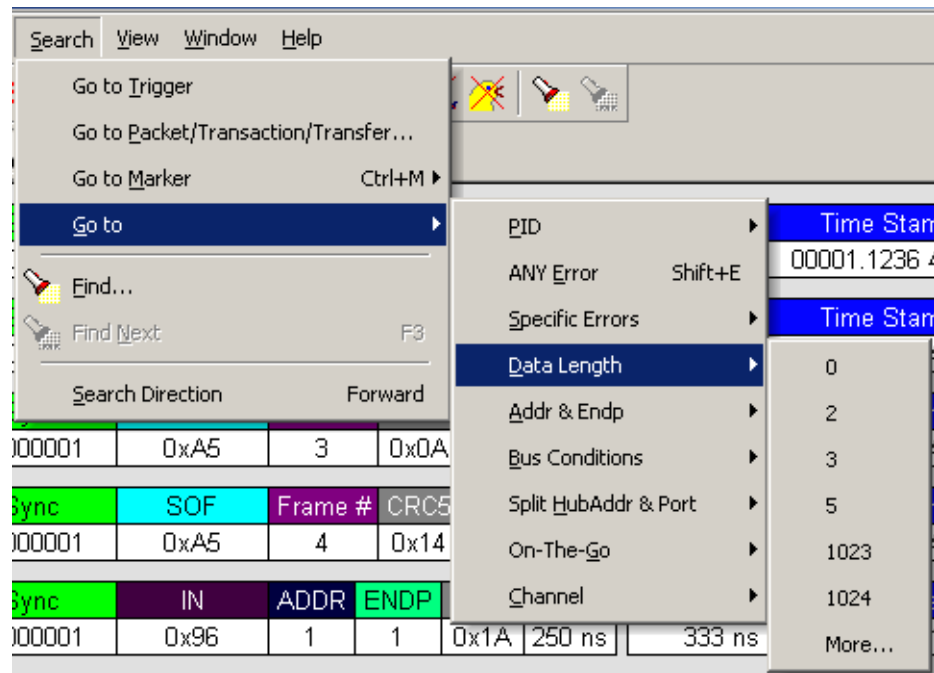 Search View Window Help
Go to Trigger
Go to Packet/Transaction/Transfer...
Go to Marker Ctrl+M
Go to
Find...
Find Next F3
Search Direction Forward
PID
ANY Error Shift+E
Specific Errors
Data Length
Addr & Endp
Bus Conditions
Split HubAddr & Port
On-The-Go
Channel
0
2
3
5
1023
1024
More...
Time Stam
00001.1236 4
Time Stam
000001 0xA5 3 0x0A
Sync SOF Frame # CRC5
000001 0xA5 4 0x14
Sync IN ADDR ENDP
000001 0x96 1 1 0x1A 250 ns 333 ns